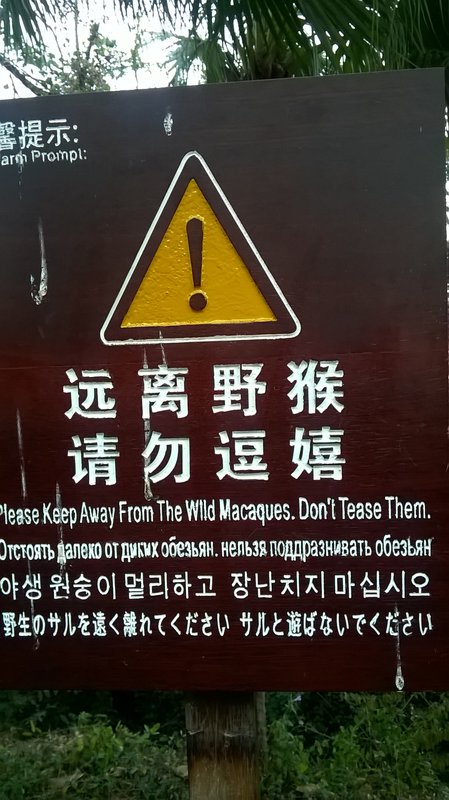 馨提示:
arm Prompt:
远离野猴
请勿逗嬉
Please Keep Away From The Wild Macaques. Don't Tease Them.
Отстоять далеко от диких обезьян. нельзя поддразнивать обезьян
야생 원숭이 멀리하고 장난치지 마십시오
野生のサルを遠く離れてください サルと遊ばないでください